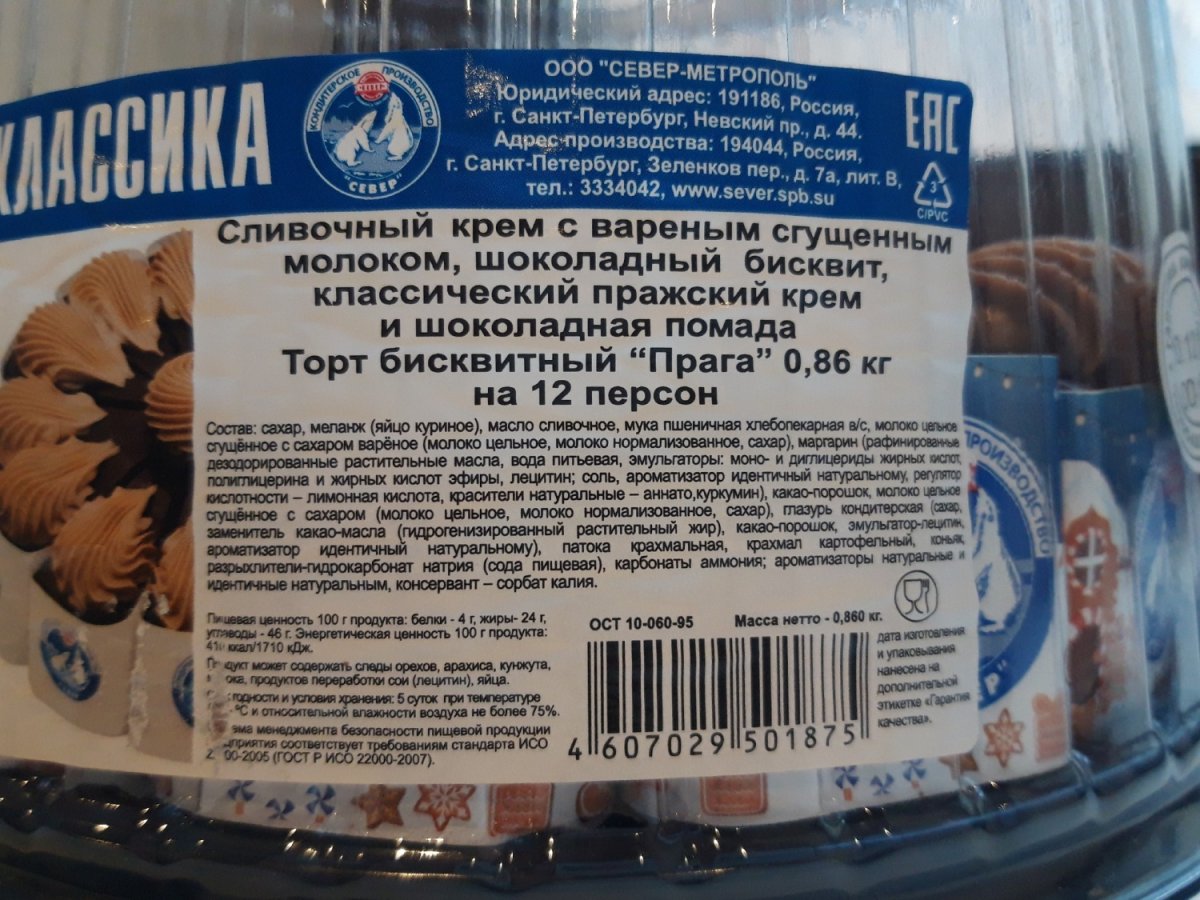 КЛАССИКА
КОНДИТЕРСКОЕ ПРОИЗВОДСТВО
СЕВЕР
"СЕВЕР"
ООО "СЕВЕР-МЕТРОПОЛЬ"
Юридический адрес: 191186, Россия,
г. Санкт-Петербург, Невский пр., д. 44.
Адрес производства: 194044, Россия,
г. Санкт-Петербург, Зеленков пер., д. 7а, лит. В,
тел.: 3334042, www.sever.spb.su
ЕАС
3
C/PVC
Сливочный крем с вареным сгущенным
молоком, шоколадный бисквит,
классический пражский крем
и шоколадная помада
Торт бисквитный “Прага” 0,86 кг
на 12 персон
Состав: сахар, меланж (яйцо куриное), масло сливочное, мука пшеничная хлебопекарная в/с, молоко цельное
сгущённое с сахаром варёное (молоко цельное, молоко нормализованное, сахар), маргарин (рафинированные
дезодорированные растительные масла, вода питьевая, эмульгаторы: моно- и диглицериды жирных кислот,
полиглицерина и жирных кислот эфиры, лецитин; соль, ароматизатор идентичный натуральному, регулятор
кислотности – лимонная кислота, красители натуральные – аннато,куркумин), какао-порошок, молоко цельное
сгущённое с сахаром (молоко цельное, молоко нормализованное, сахар), глазурь кондитерская (сахар,
заменитель какао-масла (гидрогенизированный растительный жир), какао-порошок, эмульгатор-лецитин,
ароматизатор идентичный натуральному), патока крахмальная, крахмал картофельный, коньяк,
разрыхлители-гидрокарбонат натрия (сода пищевая), карбонаты аммония; ароматизаторы натуральные и
идентичные натуральным, консервант – сорбат калия.
Пищевая ценность 100 г продукта: белки - 4 г, жиры- 24 г,
углеводы - 46 г. Энергетическая ценность 100 г продукта:
ккал/1710 кДж.
Продукт может содержать следы орехов, арахиса, кунжута,
продуктов переработки сои (лецитин), яйца.
годности и условия хранения: 5 суток при температуре
°С и относительной влажности воздуха не более 75%.
менеджмента безопасности пищевой продукции
соответствует требованиям стандарта ИСО
-2005 (ГОСТ Р ИСО 22000-2007).
ОСТ 10-060-95
Масса нетто - 0,860 кг.
4 607029 501875
дата изготовления
и упаковывания
нанесена на
дополнительной
этикетке «Гарантия
качества».
ПРОИЗВОДСТВО